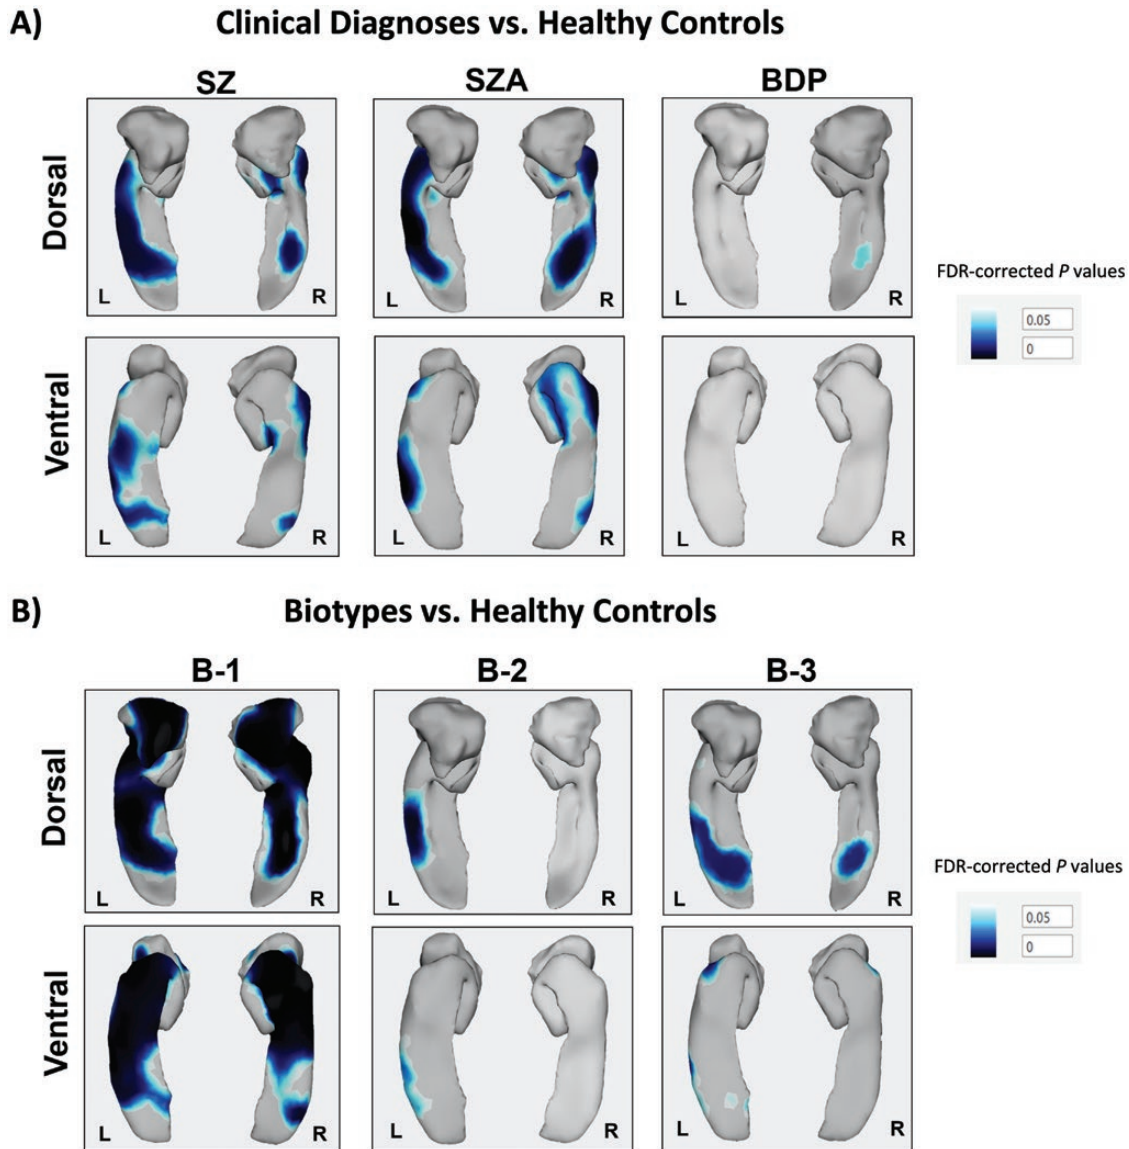 A)
Clinical Diagnoses vs. Healthy Controls
SZ SZA BDP
Dorsal
L R L R L R
FDR-corrected P values
0.05
0
Ventral
L R L R L R
B)
Biotypes vs. Healthy Controls
B-1 B-2 B-3
Dorsal
L R L R L R
FDR-corrected P values
0.05
0
Ventral
L R L R L R